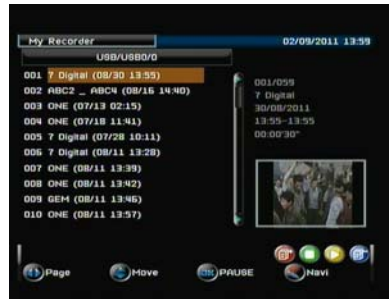 My Recorder 02/09/2011 13:59
USB/USB0/0
001 7 Digital (08/30 13:55)
002 ABC2 _ ABC4 (08/16 14:40)
003 ONE (07/13 02:15)
004 ONE (07/18 11:41)
005 7 Digital (07/28 10:11)
006 7 Digital (08/11 13:28)
007 ONE (08/11 13:39)
008 ONE (08/11 13:42)
009 GEM (08/11 13:46)
010 ONE (08/11 13:57)
001/059
7 Digital
30/08/2011
13:55-13:55
00:00'30"
Page Move OK PAUSE Navi